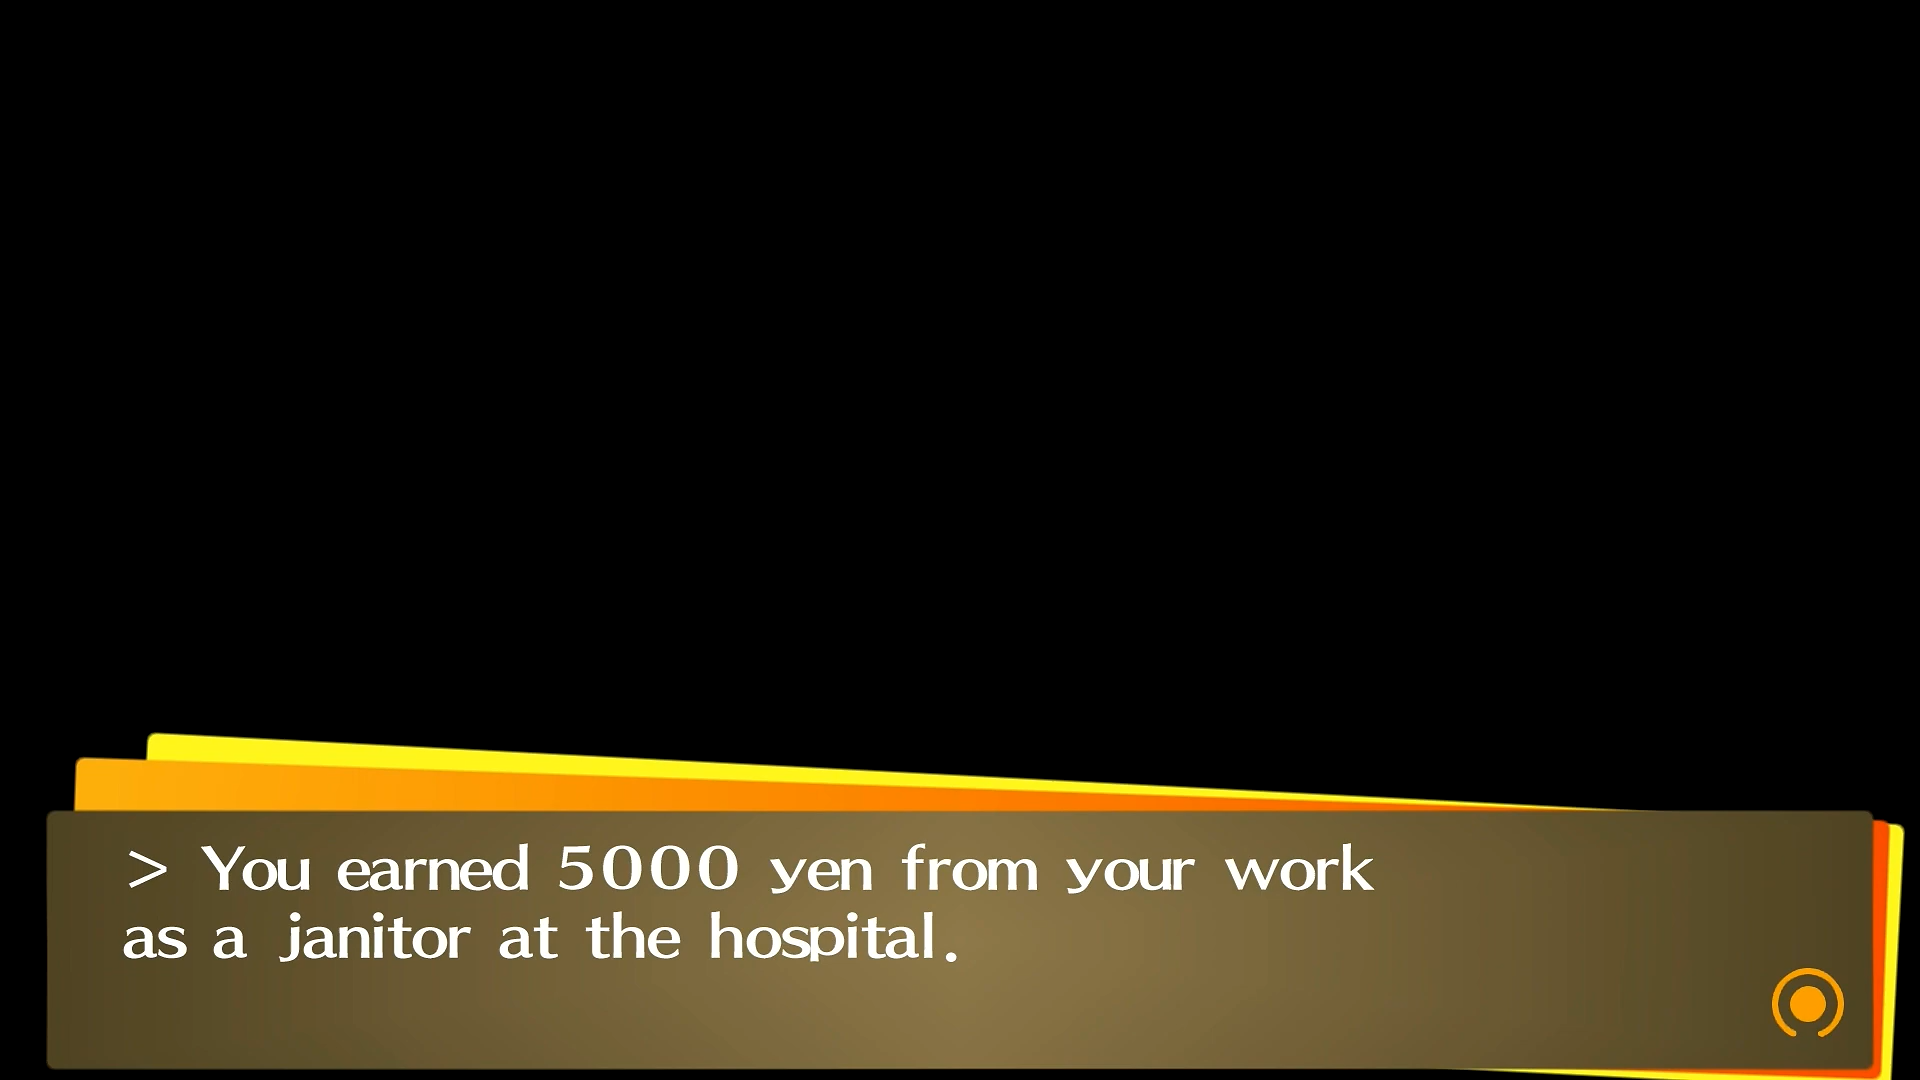 > You earned 5000 yen from your work
as a janitor at the hospital.